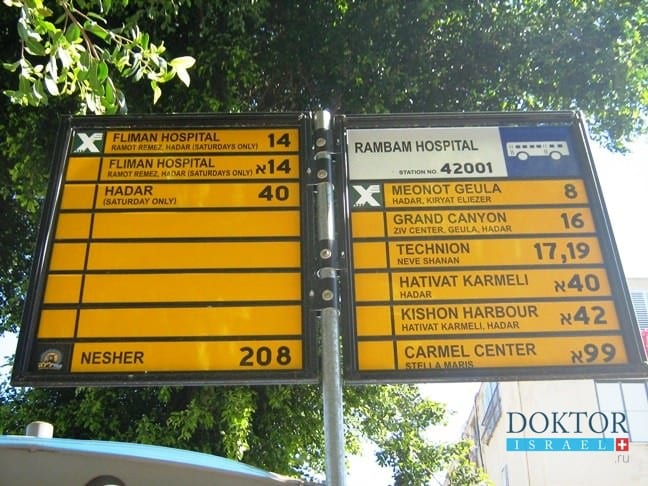 FLIMAN HOSPITAL 14
RAMOT REMEZ, HADAR (SATURDAYS ONLY)
FLIMAN HOSPITAL א14
RAMOT REMEZ, HADAR (SATURDAYS ONLY)
HADAR 40
(SATURDAY ONLY)
NESHER 208
RAMBAM HOSPITAL
STATION NO. 42001
MEONOT GEULA 8
HADAR, KIRYAT ELIEZER
GRAND CANYON 16
ZIV CENTER, GEULA, HADAR
TECHNION 17,19
NEVE SHANAN
HATIVAT KARMELI א40
HADAR
KISHON HARBOUR א42
HATIVAT KARMELI, HADAR
CARMEL CENTER א99
STELLA MARIS
DOKTOR
ISRAEL
.ru